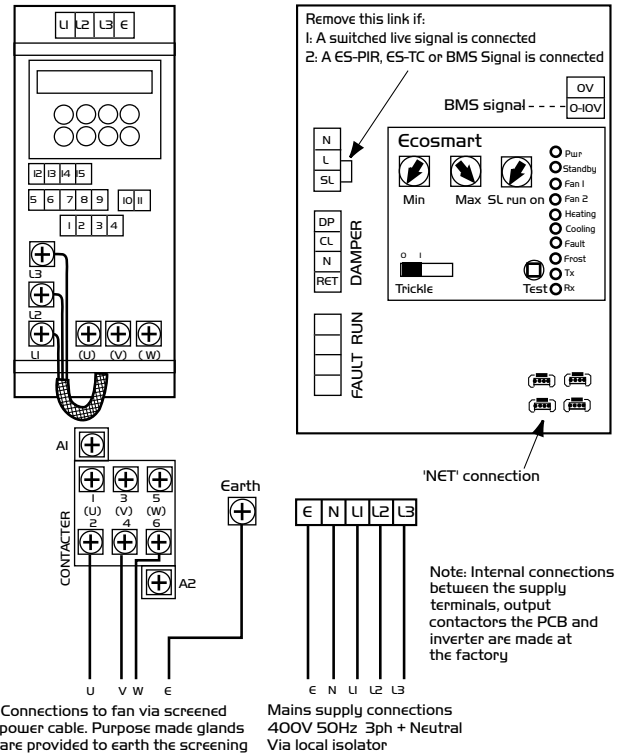 L1 L2 L3 E
12 13 14 15
5 6 7 8 9 10 11
1 2 3 4
L3
L2
L1
(U) (V) (W)
A1
1 3 5
(U) (V) (W)
2 4 6
CONTACTER
A2
Earth
U V W E
Connections to fan via screened
power cable. Purpose made glands
are provided to earth the screening
Remove this link if:
1: A switched live signal is connected
2: A ES-PIR, ES-TC or BMS Signal is connected
0V
BMS signal 0-10V
N
L
SL
Ecosmart
Min Max SL run on
Pwr
Standby
Fan 1
Fan 2
Heating
Cooling
Fault
Frost
Tx
Rx
0 1
Trickle
Test
DP
CL
N
RET
DAMPER
FAULT RUN
'NET' connection
E N L1 L2 L3
Note: Internal connections
between the supply
terminals, output
contactors the PCB and
inverter are made at
the factory
E N L1 L2 L3
Mains supply connections
400V 50Hz 3ph + Neutral
Via local isolator